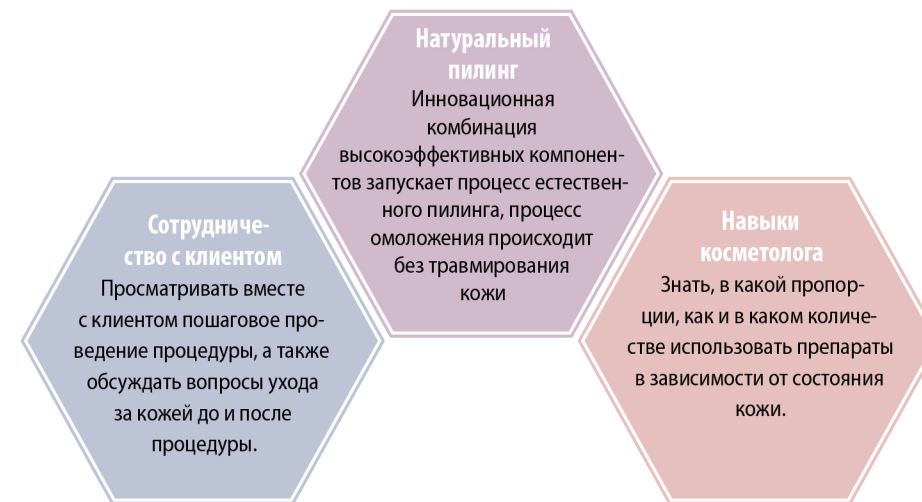 Натуральный
пилинг
Инновационная
комбинация
высокоэффективных компонен-
тов запускает процесс естествен-
ного пилинга, процесс
омоложения происходит
без травмирования
кожи
Сотрудниче-
ство с клиентом
Просматривать вместе
с клиентом пошаговое про-
ведение процедуры, а также
обсуждать вопросы ухода
за кожей до и после
процедуры.
Навыки
косметолога
Знать, в какой пропор-
ции, как и в каком количе-
стве использовать препараты
в зависимости от состояния
кожи.